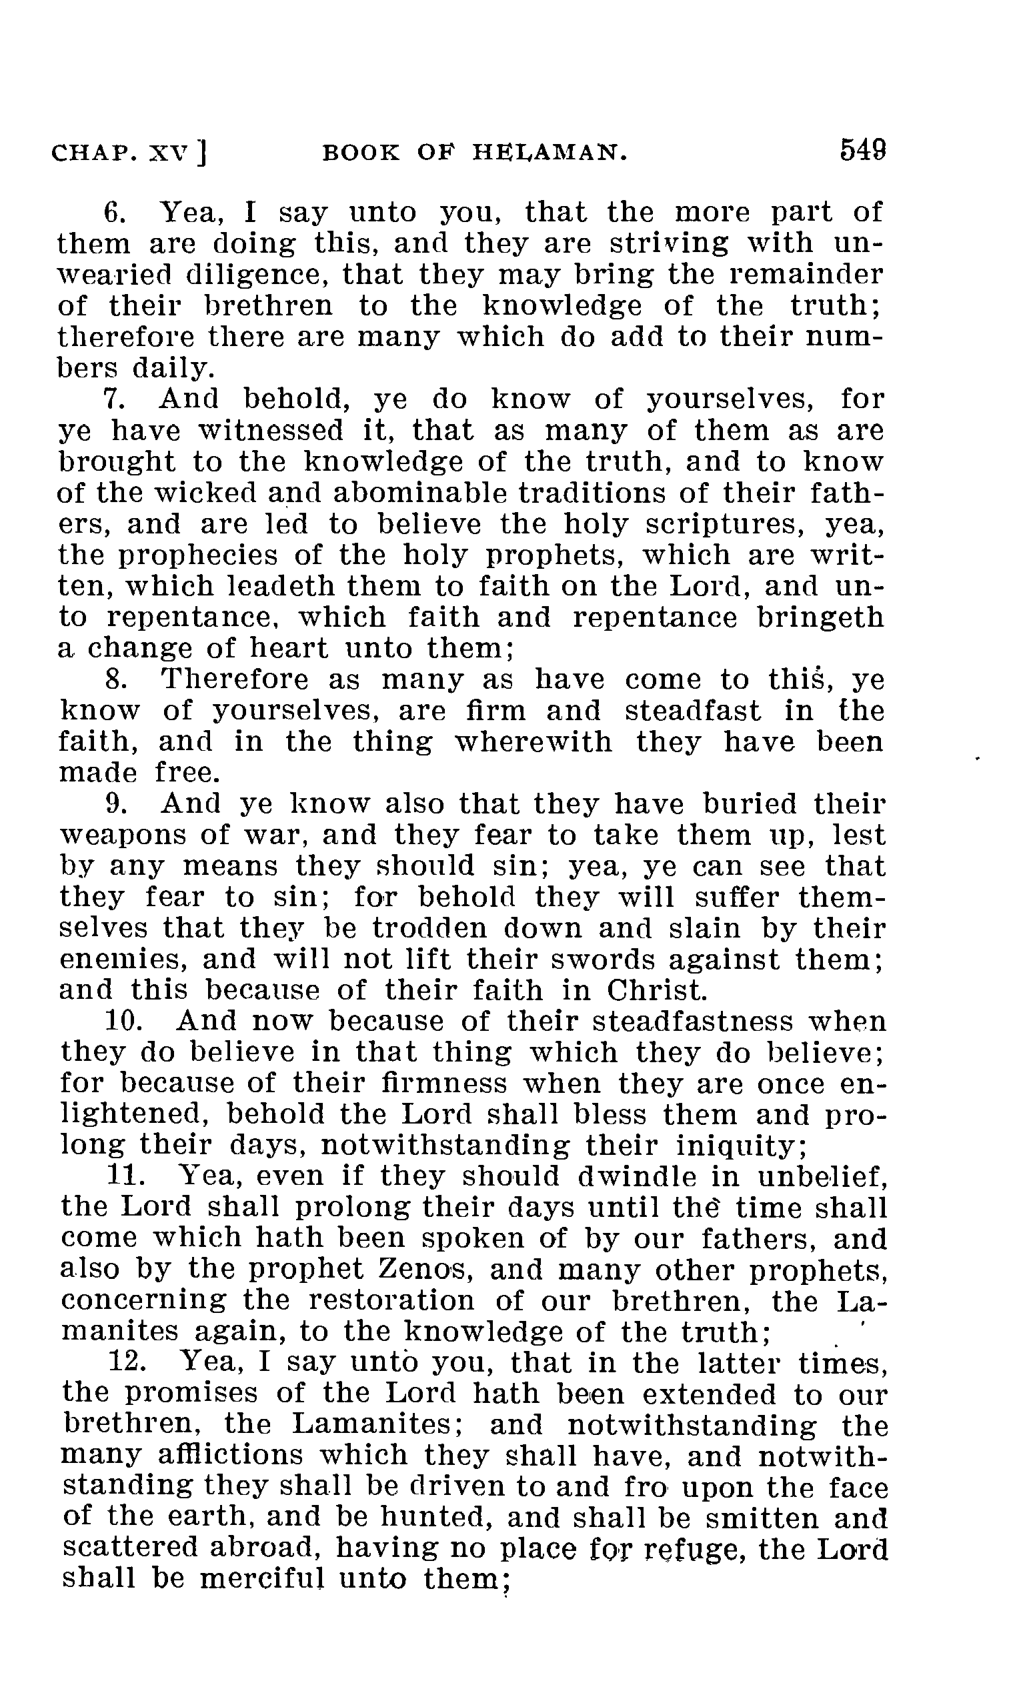 CHAP. XV ] BOOK OF HELAMAN. 549
6. Yea, I say unto you, that the more part of
them are doing this, and they are striving with un-
wearied diligence, that they may bring the remainder
of their brethren to the knowledge of the truth;
therefore there are many which do add to their num-
bers daily.
7. And behold, ye do know of yourselves, for
ye have witnessed it, that as many of them as are
brought to the knowledge of the truth, and to know
of the wicked and abominable traditions of their fath-
ers, and are led to believe the holy scriptures, yea,
the prophecies of the holy prophets, which are writ-
ten, which leadeth them to faith on the Lord, and un-
to repentance, which faith and repentance bringeth
a change of heart unto them;
8. Therefore as many as have come to this, ye
know of yourselves, are firm and steadfast in the
faith, and in the thing wherewith they have been
made free.
9. And ye know also that they have buried their
weapons of war, and they fear to take them up, lest
by any means they should sin; yea, ye can see that
they fear to sin; for behold they will suffer them-
selves that they be trodden down and slain by their
enemies, and will not lift their swords against them;
and this because of their faith in Christ.
10. And now because of their steadfastness when
they do believe in that thing which they do believe;
for because of their firmness when they are once en-
lightened, behold the Lord shall bless them and pro-
long their days, notwithstanding their iniquity;
11. Yea, even if they should dwindle in unbelief,
the Lord shall prolong their days until the time shall
come which hath been spoken of by our fathers, and
also by the prophet Zenos, and many other prophets,
concerning the restoration of our brethren, the La-
manites again, to the knowledge of the truth;
12. Yea, I say unto you, that in the latter times,
the promises of the Lord hath been extended to our
brethren, the Lamanites; and notwithstanding the
many afflictions which they shall have, and notwith-
standing they shall be driven to and fro upon the face
of the earth, and be hunted, and shall be smitten and
scattered abroad, having no place for refuge, the Lord
shall be merciful unto them;